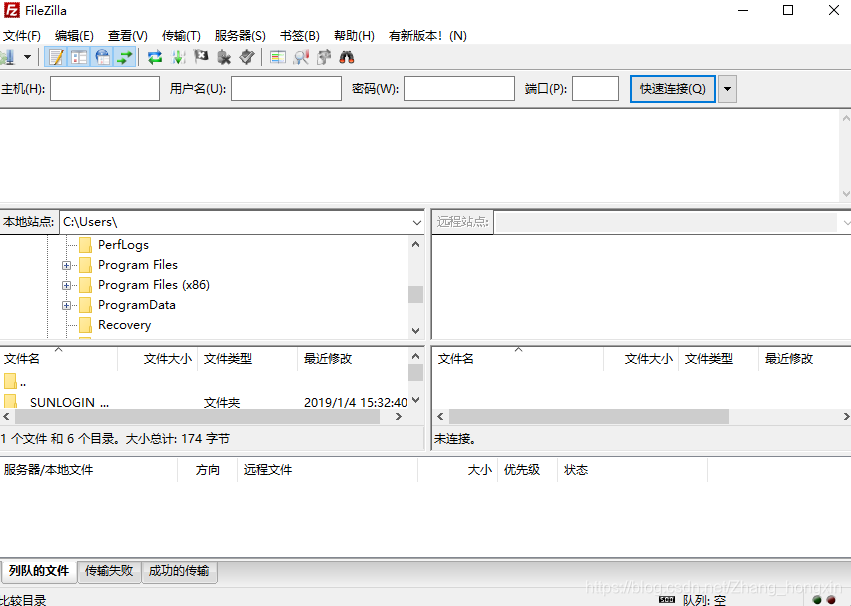 FileZilla
文件(F) 编辑(E) 查看(V) 传输(T) 服务器(S) 书签(B) 帮助(H) 有新版本! (N)
主机(H): 用户名(U): 密码(W): 端口(P): 快速连接(Q)
本地站点: C:\Users\
远程站点:
PerfLogs
Program Files
Program Files (x86)
ProgramData
Recovery
文件名 文件大小 文件类型 最近修改
..
SUNLOGIN ... 文件夹 2019/1/4 15:32:40
1 个文件 和 6 个目录。大小总计: 174 字节
文件名 文件大小 文件类型 最近修改
未连接。
服务器/本地文件 方向 远程文件 大小 优先级 状态
列队的文件 传输失败 成功的传输
https://blog.csdn.net/Zhang_hongxin
比较目录 队列: 空